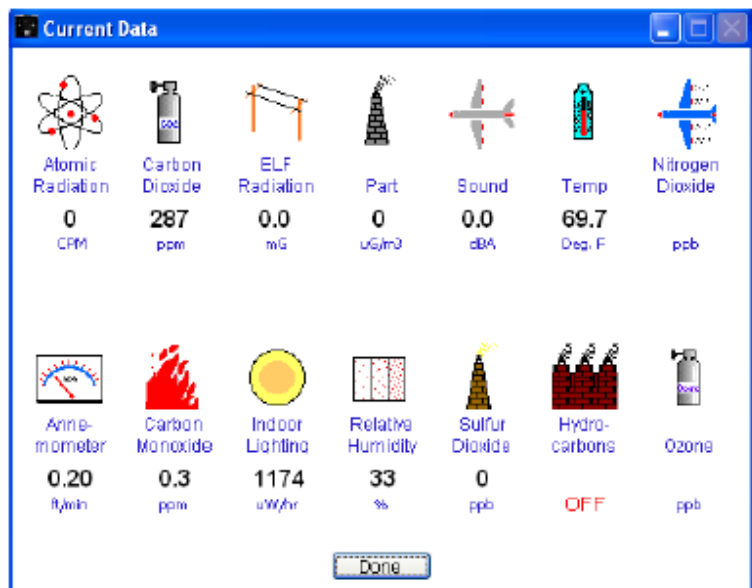 Current Data
Atomic Radiation
0
CPM
Carbon Dioxide
287
ppm
ELF Radiation
0.0
mG
Part
0
uG/m3
Sound
0.0
dBA
Temp
69.7
Deg. F
Nitrogen Dioxide
ppb
Anne-
mometer
0.20
ft/min
Carbon Monoxide
0.3
ppm
Indoor Lighting
1174
uW/hr
Relative Humidity
33
%
Sulfur Dioxide
0
ppb
Hydro-
carbons
OFF
Ozone
ppb
Done